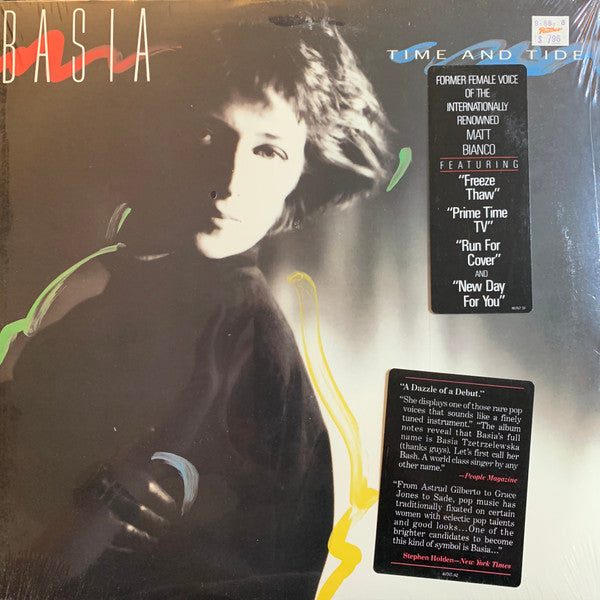 BASIA
TIME AND TIDE
$ 7.00
FORMER FEMALE VOICE
OF THE
INTERNATIONALLY
RENOWNED
MATT
BIANCO
FEATURING
"Freeze
Thaw"
"Prime Time
TV"
"Run For
Cover"
AND
"New Day
For You"
"A Dazzle of a Debut."
"She displays one of those rare pop
voices that sounds like a finely
tuned instrument." "The album
notes reveal that Basia's full
name is Basia Tzetrzelewska
(thanks guys). Let's first call her
Bash. A world class singer by any
other name."
—People Magazine
"From Astrud Gilberto to Grace
Jones to Sade, pop music has
traditionally fixated on certain
women with eclectic pop talents
and good looks...One of the
brighter candidates to become
this kind of symbol is Basia..."
Stephen Holden—New York Times